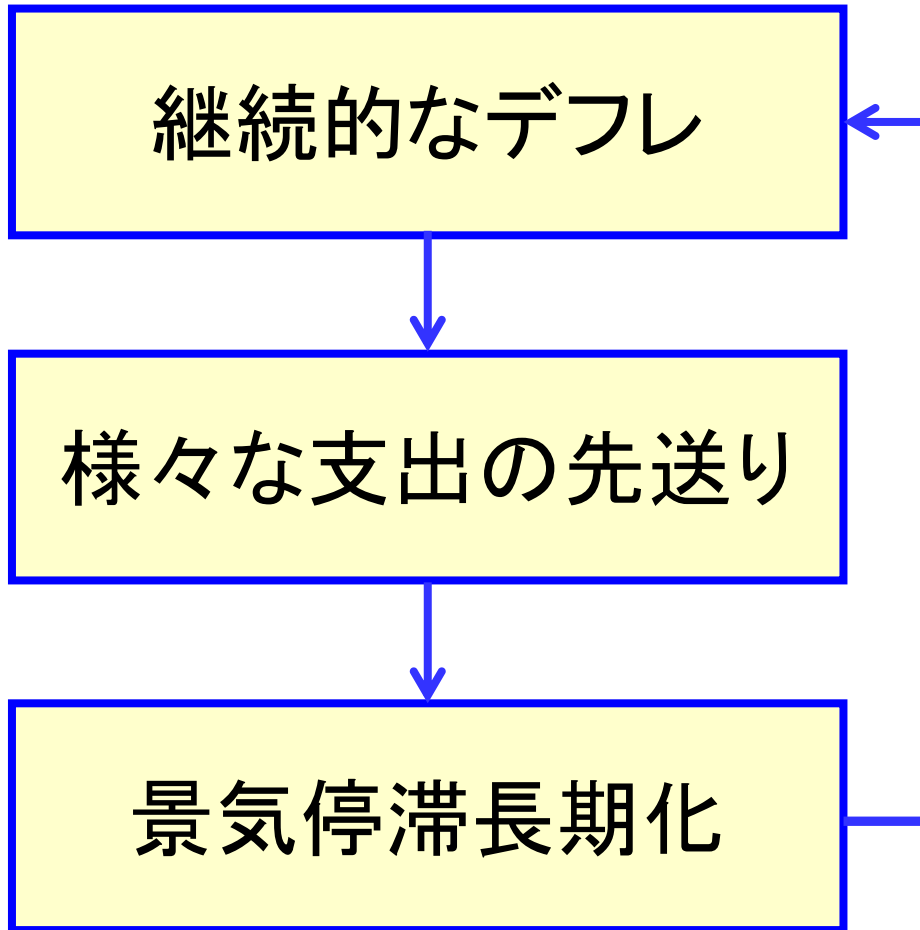 継続的なデフレ
様々な支出の先送り
景気停滞長期化